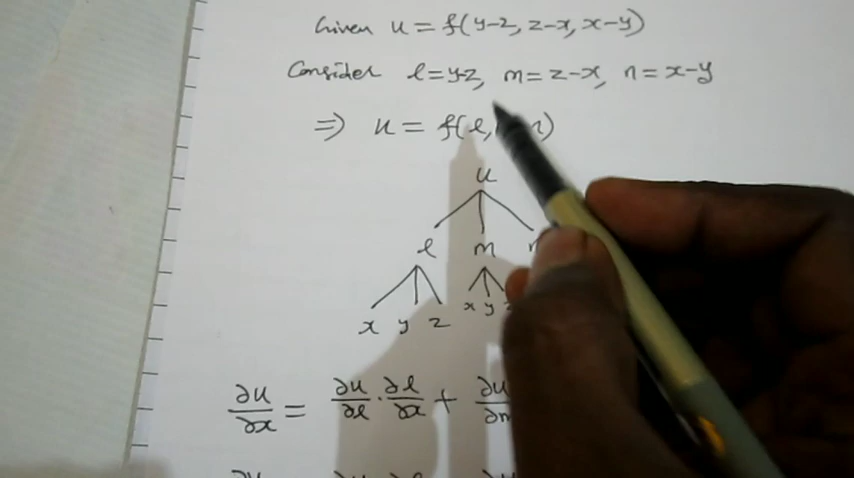 Given u = f(y-z, z-x, x-y)
Consider l = y-z, m = z-x, n = x-y
⇒ u = f(l, n)
u
l m
x y z x y
∂u/∂x = ∂u/∂l · ∂l/∂x + ∂u/∂m